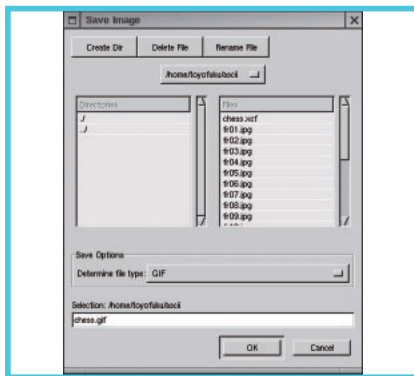 Save Image
Create Dir Delete File Rename File
/home/toyofuku/ascii
Directories
./
../
Files
chess.xcf
fr01.jpg
fr02.jpg
fr03.jpg
fr04.jpg
fr05.jpg
fr06.jpg
fr07.jpg
fr08.jpg
fr09.jpg
Save Options
Determine file type: GIF
Selection: /home/toyofuku/ascii
chess.gif
OK Cancel